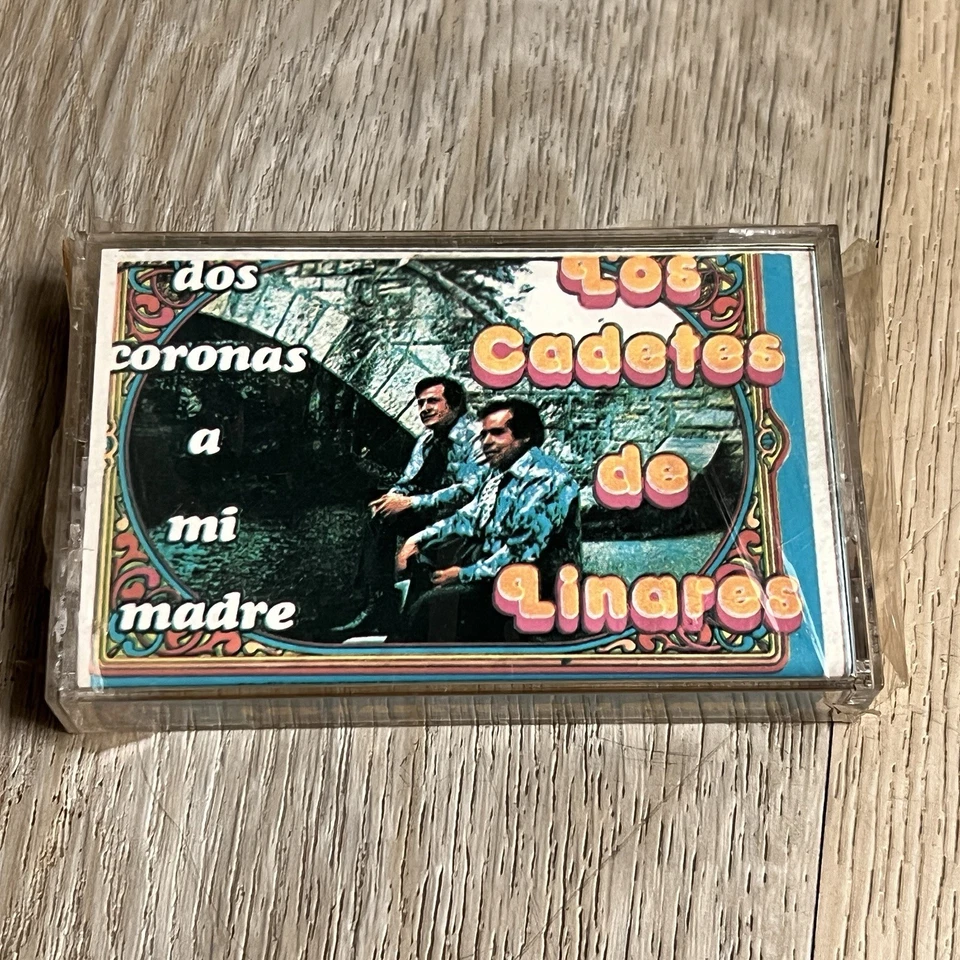 dos
coronas
a
mi
madre
Los
Cadetes
de
Linares